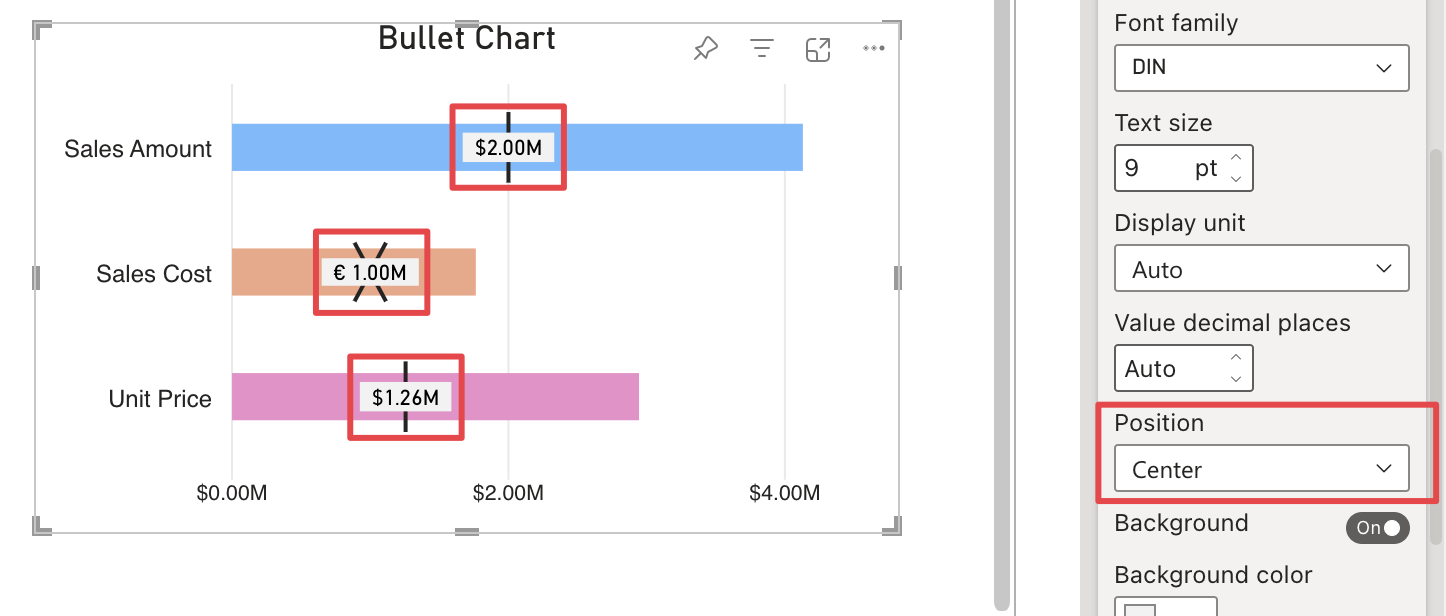 Bullet Chart
Sales Amount
$2.00M
Sales Cost
€ 1.00M
Unit Price
$1.26M
$0.00M
$2.00M
$4.00M
Font family
DIN
Text size
9 pt
Display unit
Auto
Value decimal places
Auto
Position
Center
Background
On
Background color